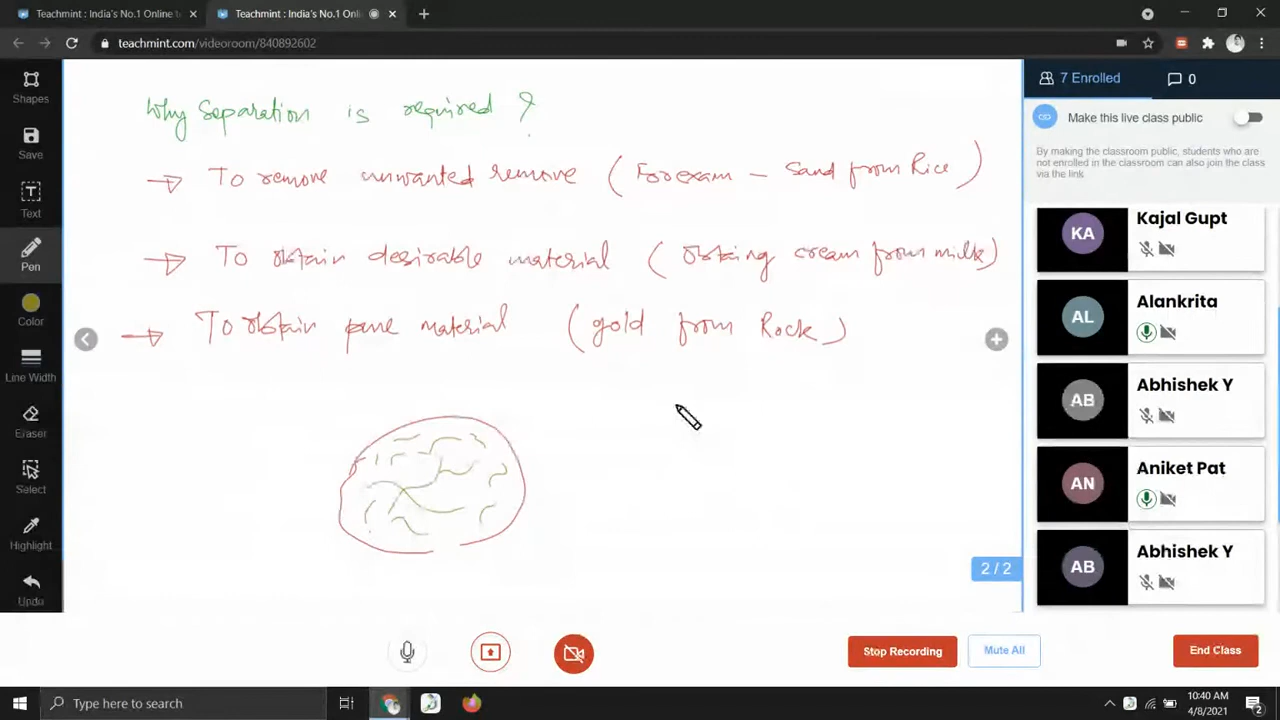 Teachmint: India's No.1 Online
Teachmint: India's No.1 Onli
teachmint.com/videoroom/840892602
Shapes
Save
Text
Pen
Color
Line Width
Eraser
Select
Highlight
Undo
Why Separation is required ?
→ To remove unwanted remove (For exam - Sand from Rice)
→ To obtain desirable material (obtaing cream from milk)
→ To obtain pure material (gold from Rock)
2 / 2
7 Enrolled
0
Make this live class public
By making the classroom public, students who are
not enrolled in the classroom can also join the class
via the link
KA
Kajal Gupt
AL
Alankrita
AB
Abhishek Y
AN
Aniket Pat
AB
Abhishek Y
Stop Recording
Mute All
End Class
Type here to search
10:40 AM
4/8/2021
2